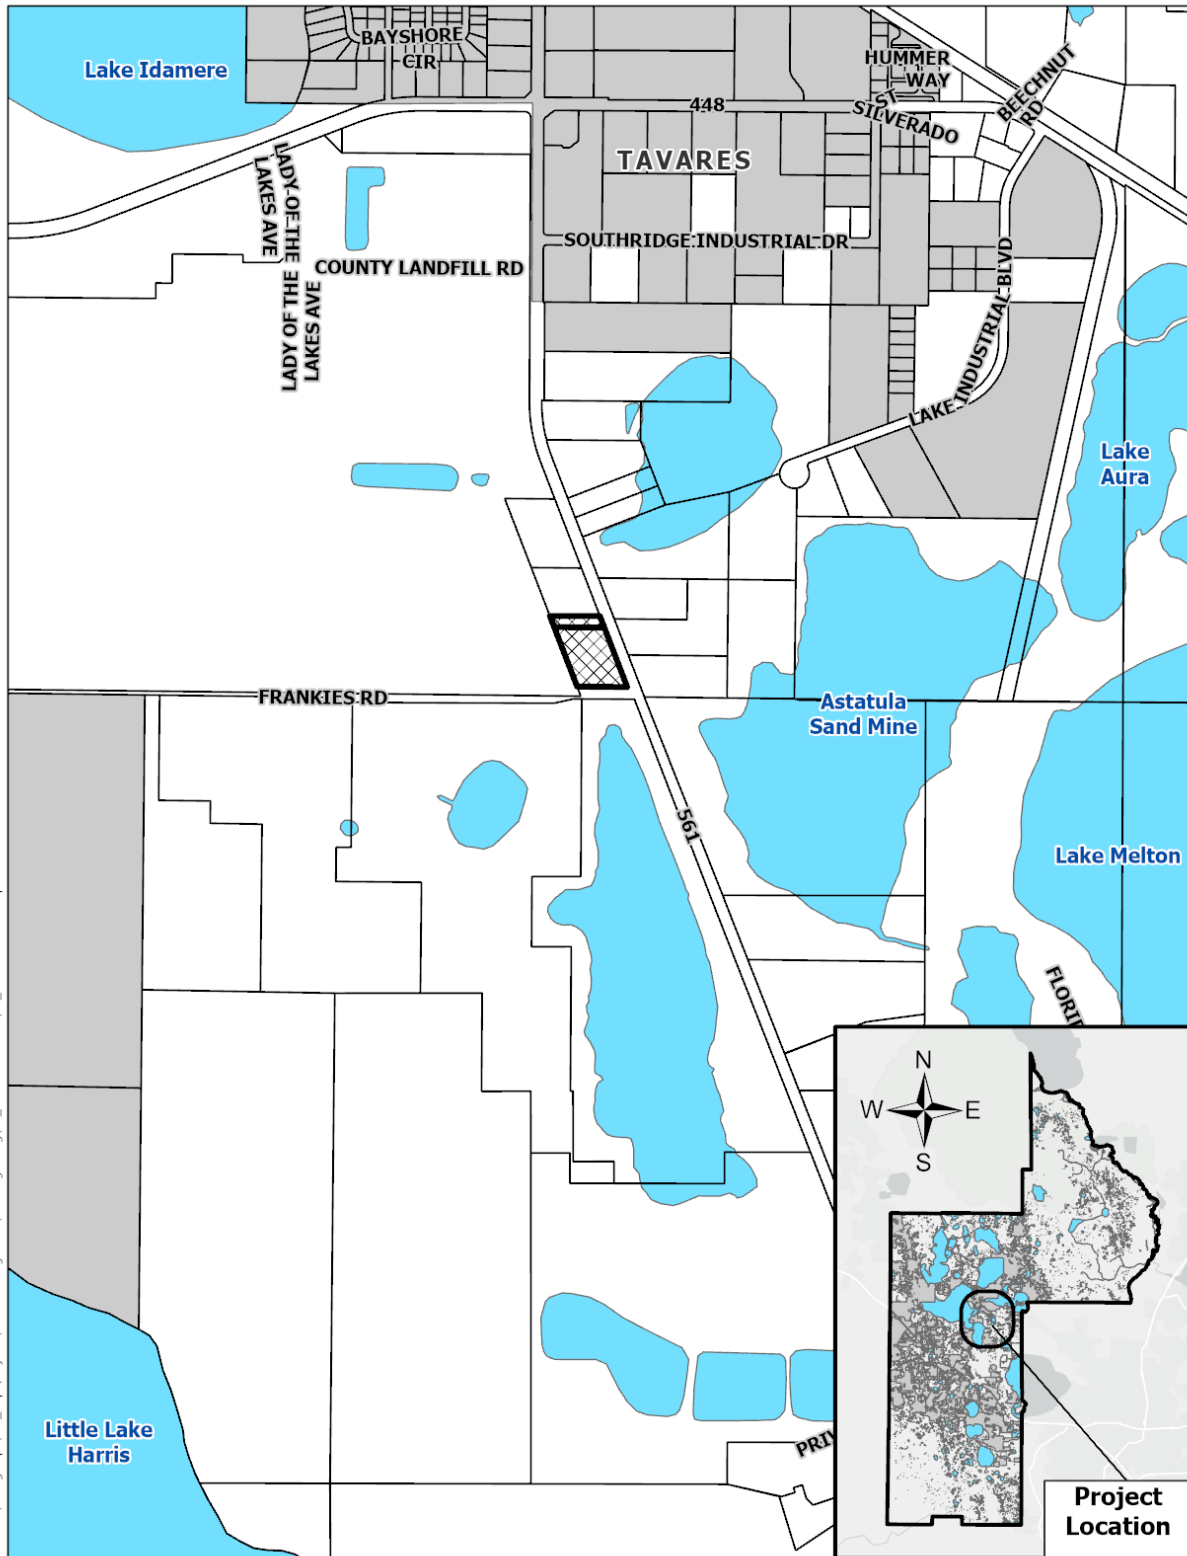 BAYSHORE
CIR
Lake Idamere
HUMMER
WAY
BEECHNUT
RD
448
ST
SILVERADO
TAVARES
LADY OF THE
LAKES AVE
SOUTHRIDGE INDUSTRIAL DR
COUNTY LANDFILL RD
LADY OF THE
LAKES AVE
LAKE INDUSTRIAL BLVD
Lake
Aura
FRANKIES RD
Astatula
Sand Mine
561
Lake Melton
N
W
E
S
Little Lake
Harris
Project
Location